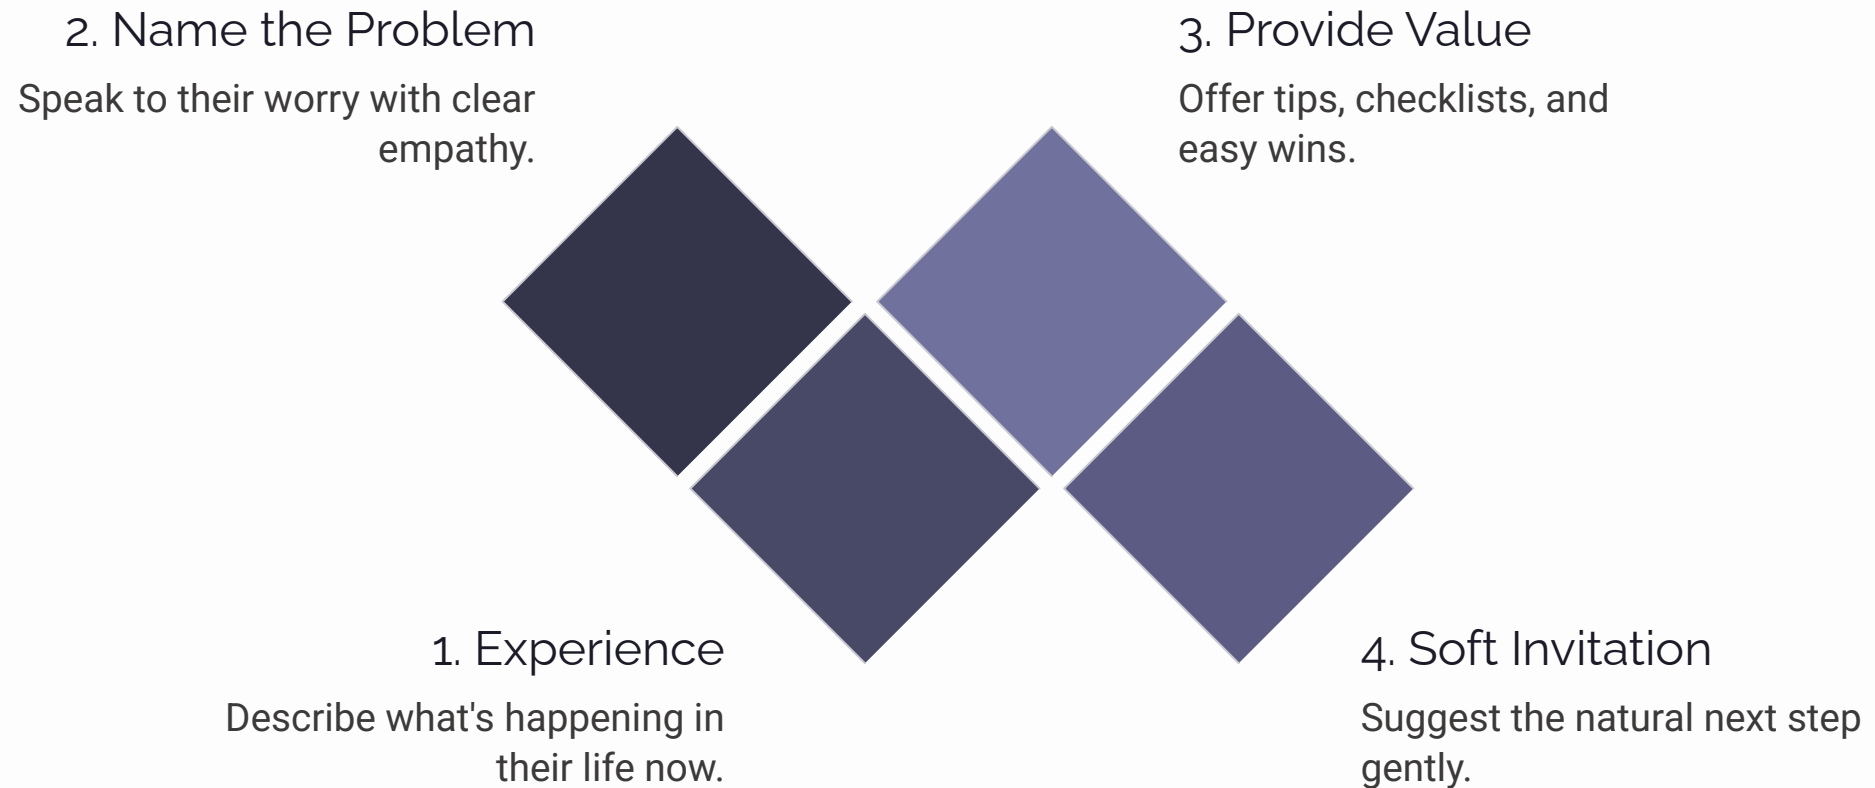 2. Name the Problem
Speak to their worry with clear
empathy.
3. Provide Value
Offer tips, checklists, and
easy wins.
1. Experience
Describe what's happening in
their life now.
4. Soft Invitation
Suggest the natural next step
gently.